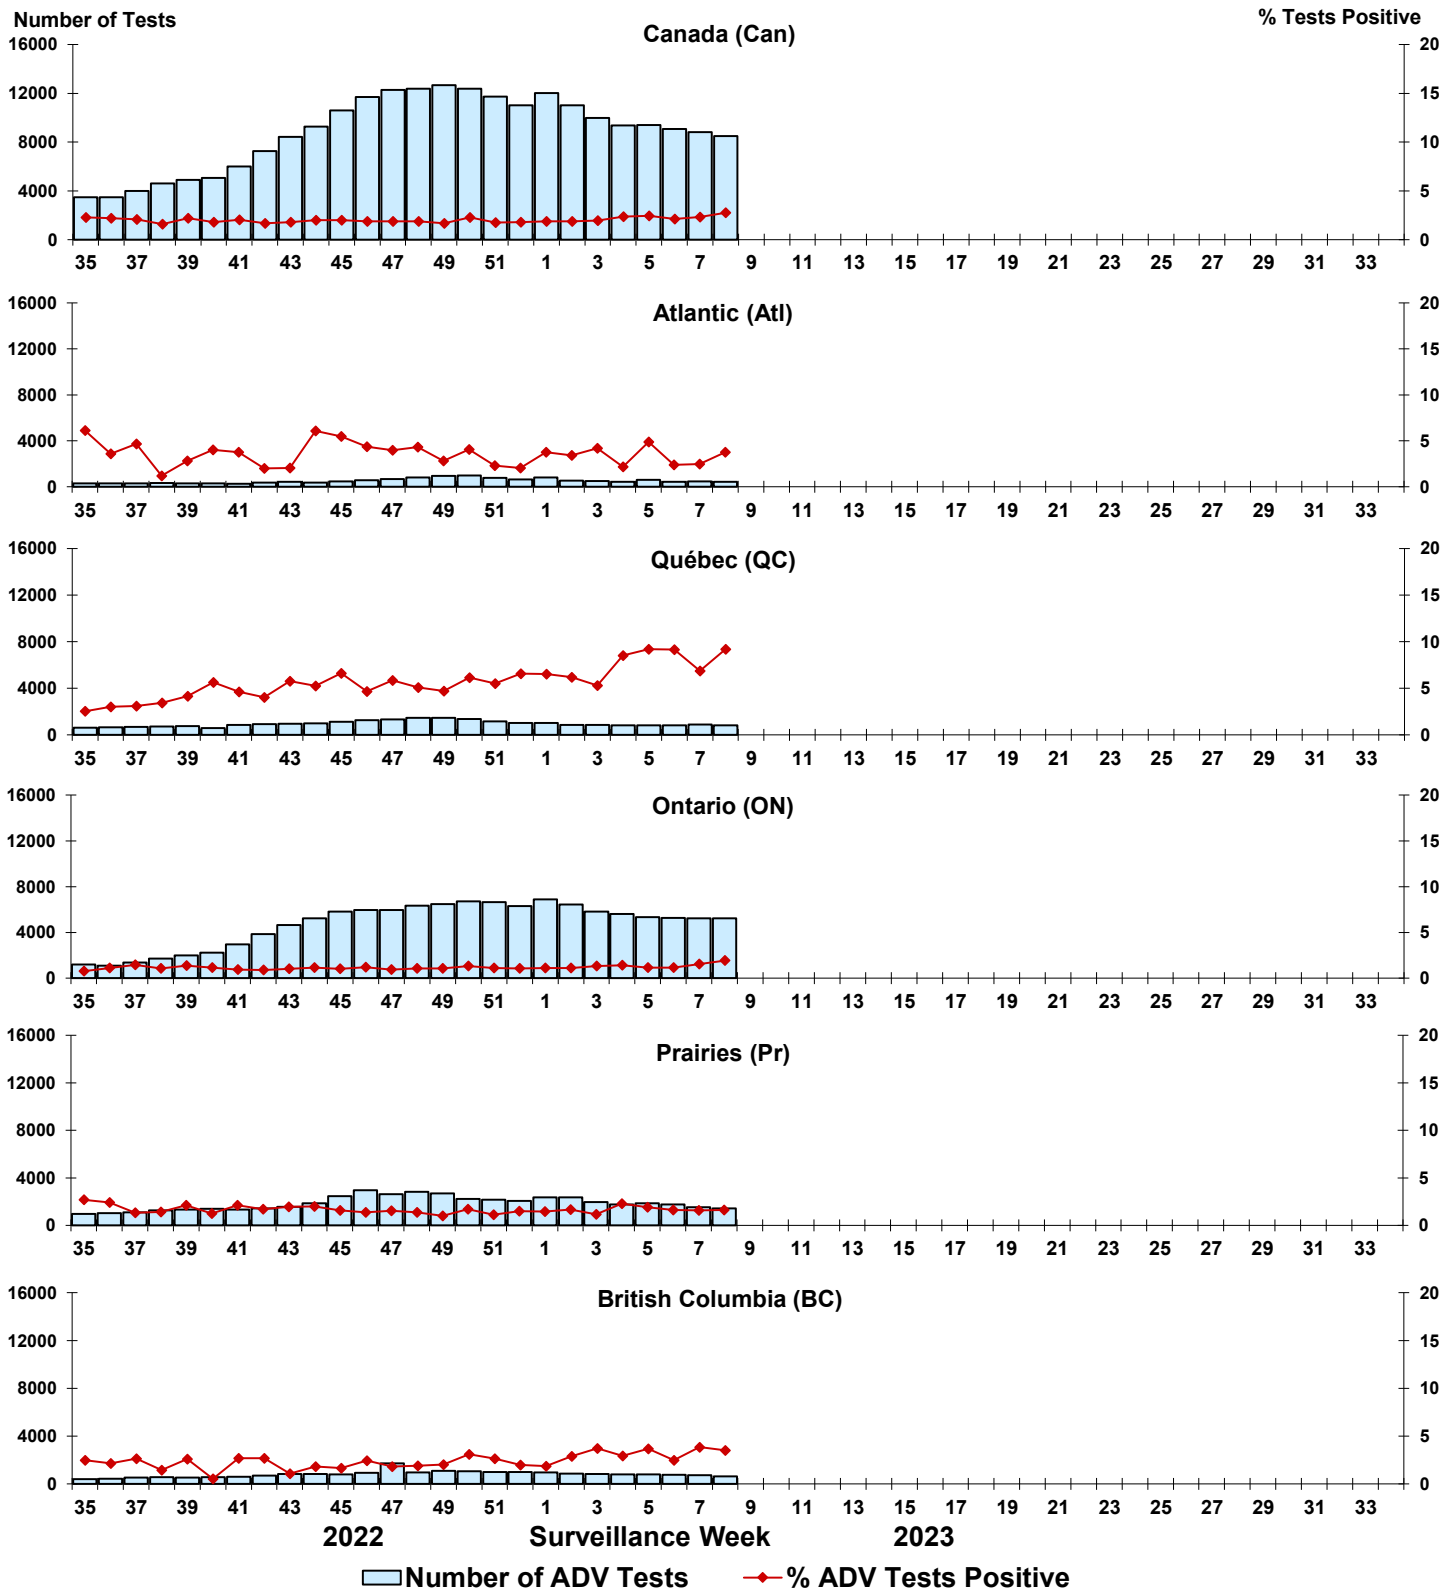 Number of Tests % Tests Positive
Canada (Can)
16000 20
12000 15
8000 10
4000 5
0 0
35 37 39 41 43 45 47 49 51 1 3 5 7 9 11 13 15 17 19 21 23 25 27 29 31 33
Atlantic (Atl)
16000 20
12000 15
8000 10
4000 5
0 0
35 37 39 41 43 45 47 49 51 1 3 5 7 9 11 13 15 17 19 21 23 25 27 29 31 33
Québec (QC)
16000 20
12000 15
8000 10
4000 5
0 0
35 37 39 41 43 45 47 49 51 1 3 5 7 9 11 13 15 17 19 21 23 25 27 29 31 33
Ontario (ON)
16000 20
12000 15
8000 10
4000 5
0 0
35 37 39 41 43 45 47 49 51 1 3 5 7 9 11 13 15 17 19 21 23 25 27 29 31 33
Prairies (Pr)
16000 20
12000 15
8000 10
4000 5
0 0
35 37 39 41 43 45 47 49 51 1 3 5 7 9 11 13 15 17 19 21 23 25 27 29 31 33
British Columbia (BC)
16000 20
12000 15
8000 10
4000 5
0 0
35 37 39 41 43 45 47 49 51 1 3 5 7 9 11 13 15 17 19 21 23 25 27 29 31 33
2022 Surveillance Week 2023
Number of ADV Tests % ADV Tests Positive